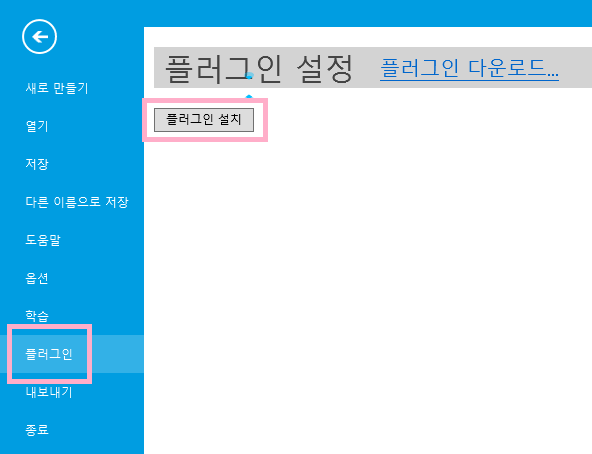 플러그인 설정 플러그인 다운로드...
플러그인 설치
새로 만들기
열기
저장
다른 이름으로 저장
도움말
옵션
학습
플러그인
내보내기
종료